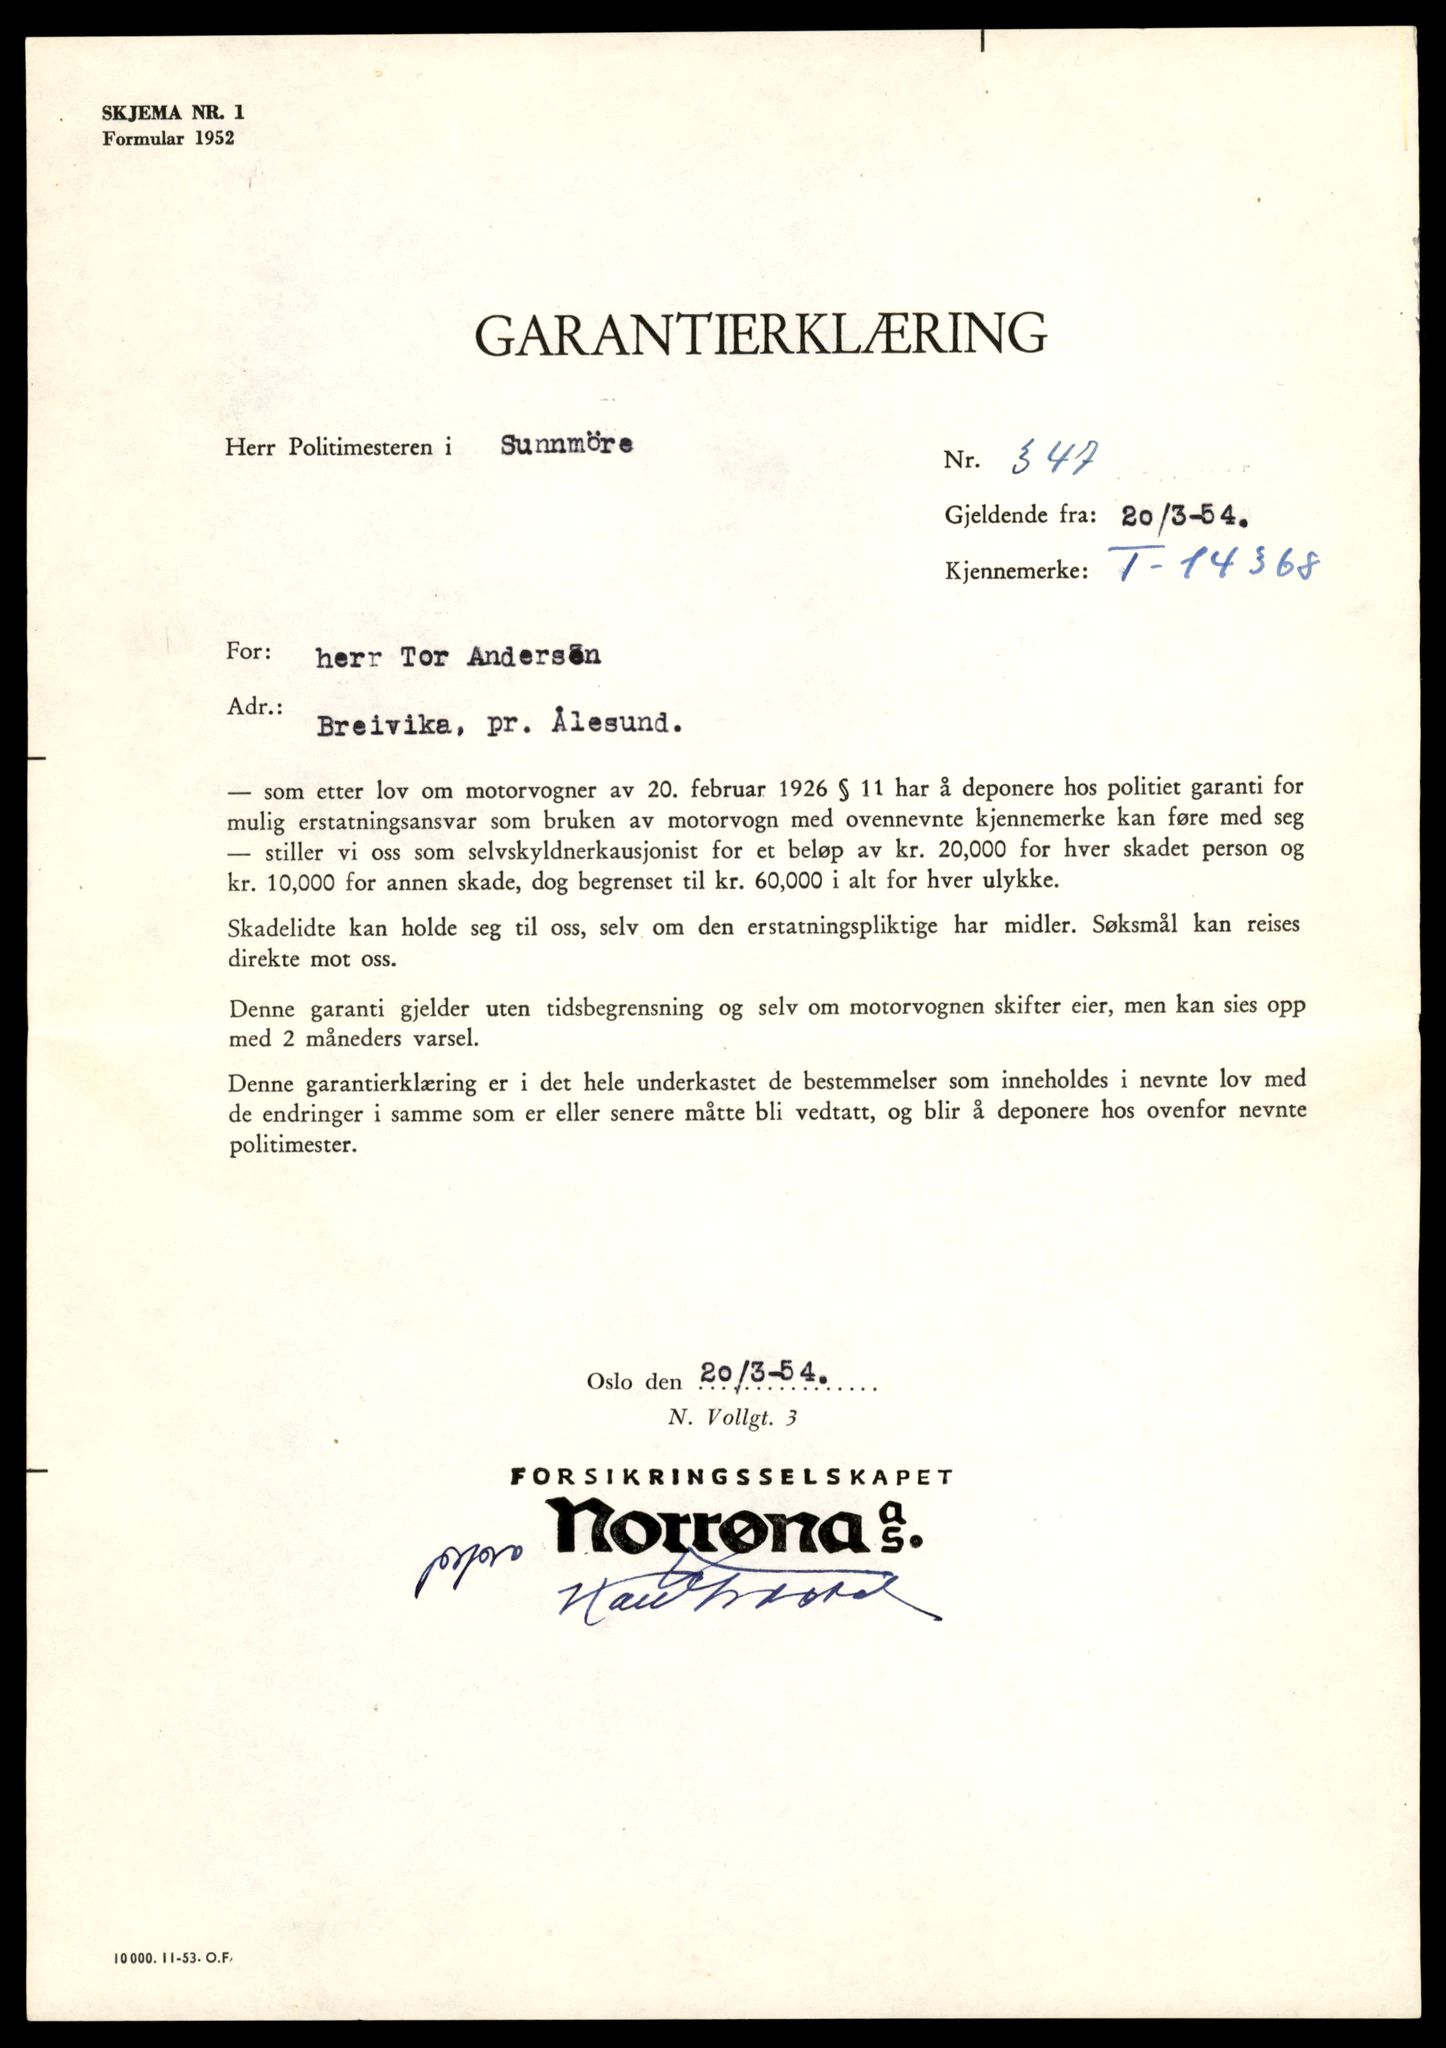 SKJEMA NR. 1
Formular 1952
GARANTIERKLÆRING
Herr Politimesteren i Sunnmöre
Nr. 347
Gjeldende fra: 20/3-54.
Kjennemerke: T-14368
For: herr Tor Andersen
Adr.: Breivika, pr. Ålesund.
— som etter lov om motorvogner av 20. februar 1926 § 11 har å deponere hos politiet garanti for
mulig erstatningsansvar som bruken av motorvogn med ovennevnte kjennemerke kan føre med seg
— stiller vi oss som selvskyldnerkausjonist for et beløp av kr. 20,000 for hver skadet person og
kr. 10,000 for annen skade, dog begrenset til kr. 60,000 i alt for hver ulykke.
Skadelidte kan holde seg til oss, selv om den erstatningspliktige har midler. Søksmål kan reises
direkte mot oss.
Denne garanti gjelder uten tidsbegrensning og selv om motorvognen skifter eier, men kan sies opp
med 2 måneders varsel.
Denne garantierklæring er i det hele underkastet de bestemmelser som inneholdes i nevnte lov med
de endringer i samme som er eller senere måtte bli vedtatt, og blir å deponere hos ovenfor nevnte
politimester.
Oslo den 20/3-54.
N. Vollgt. 3
FORSIKRINGSSELSKAPET
Norrøna a/s.
10000. 11-53. O.F.